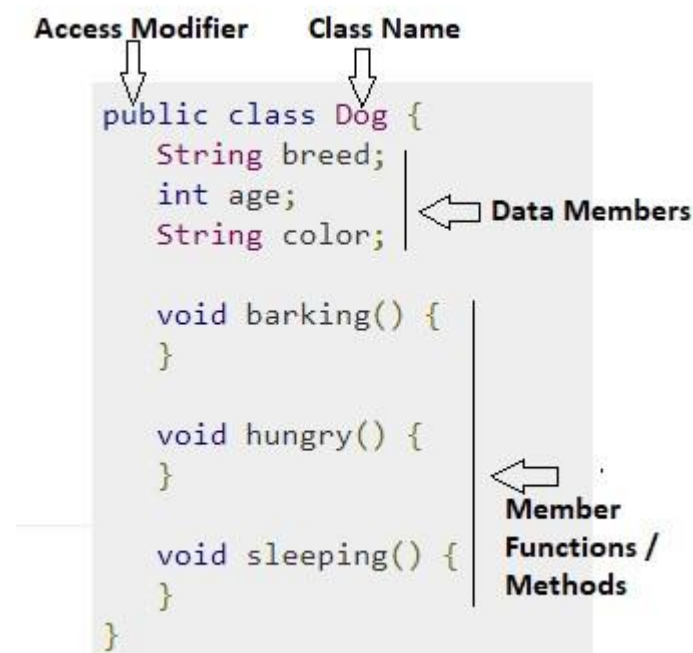 Access Modifier Class Name
public class Dog {
String breed;
int age;
String color;
Data Members
void barking() {
}
void hungry() {
}
void sleeping() {
}
}
Member
Functions /
Methods